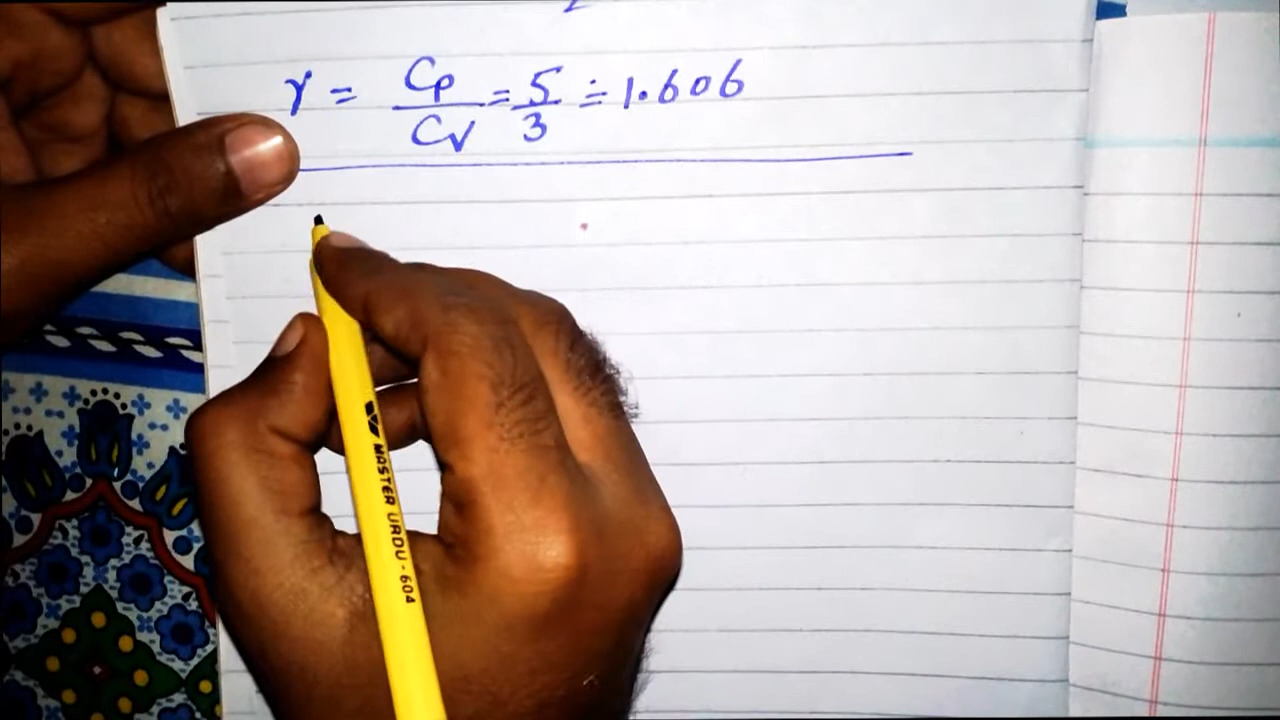 γ = Cp/Cv = 5/3 ≐ 1.606
MASTER URDU - 604